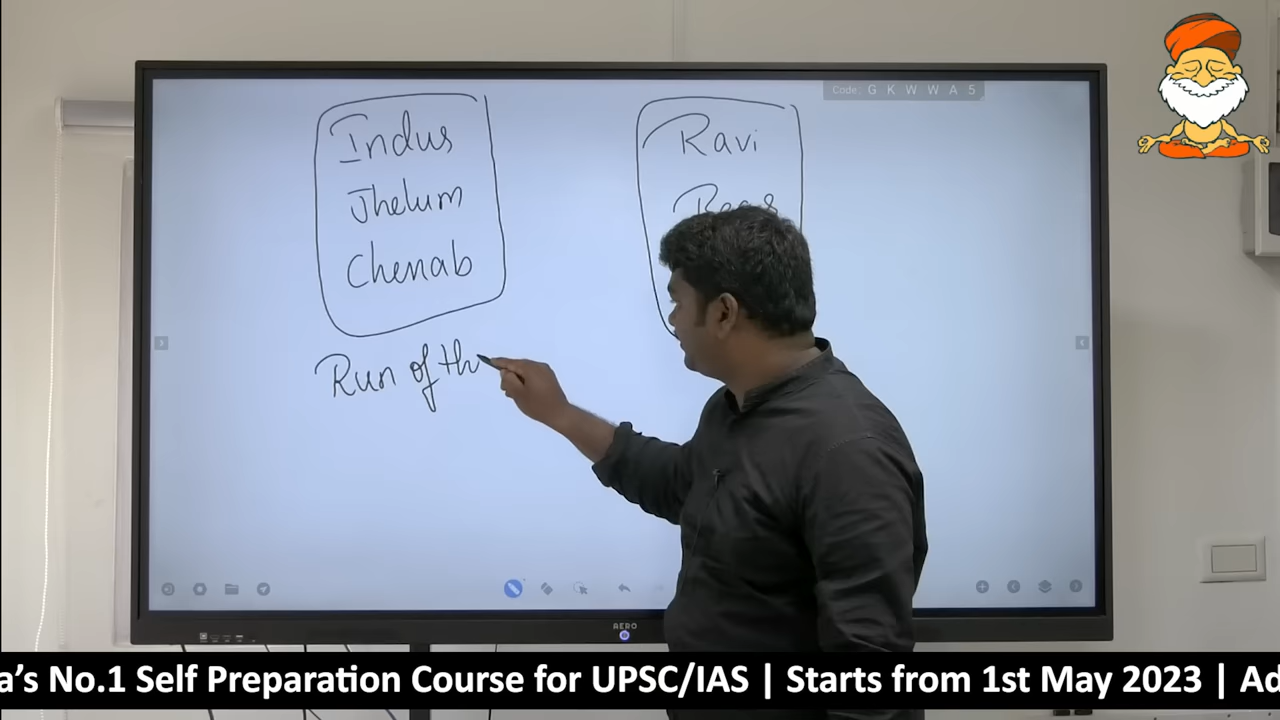 Code: G K W W A 5
Indus
Jhelum
Chenab
Ravi
Run of th
AERO
a's No.1 Self Preparation Course for UPSC/IAS | Starts from 1st May 2023 | Ad